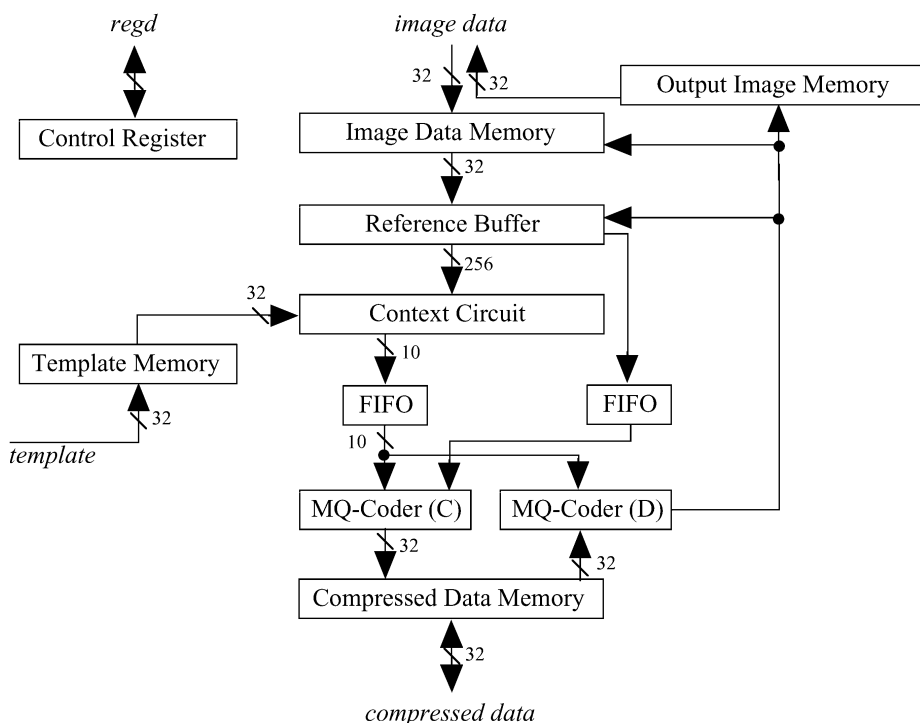 regd
image data
32
32
Output Image Memory
Control Register
Image Data Memory
32
Reference Buffer
256
32
Context Circuit
10
Template Memory
FIFO
FIFO
32
10
template
MQ-Coder (C)
MQ-Coder (D)
32
32
Compressed Data Memory
32
compressed data